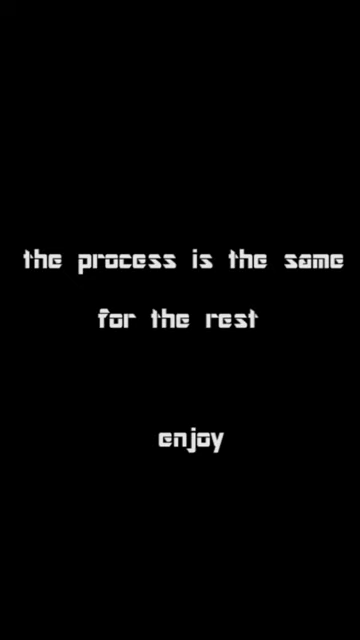 the process is the same
for the rest
enjoy